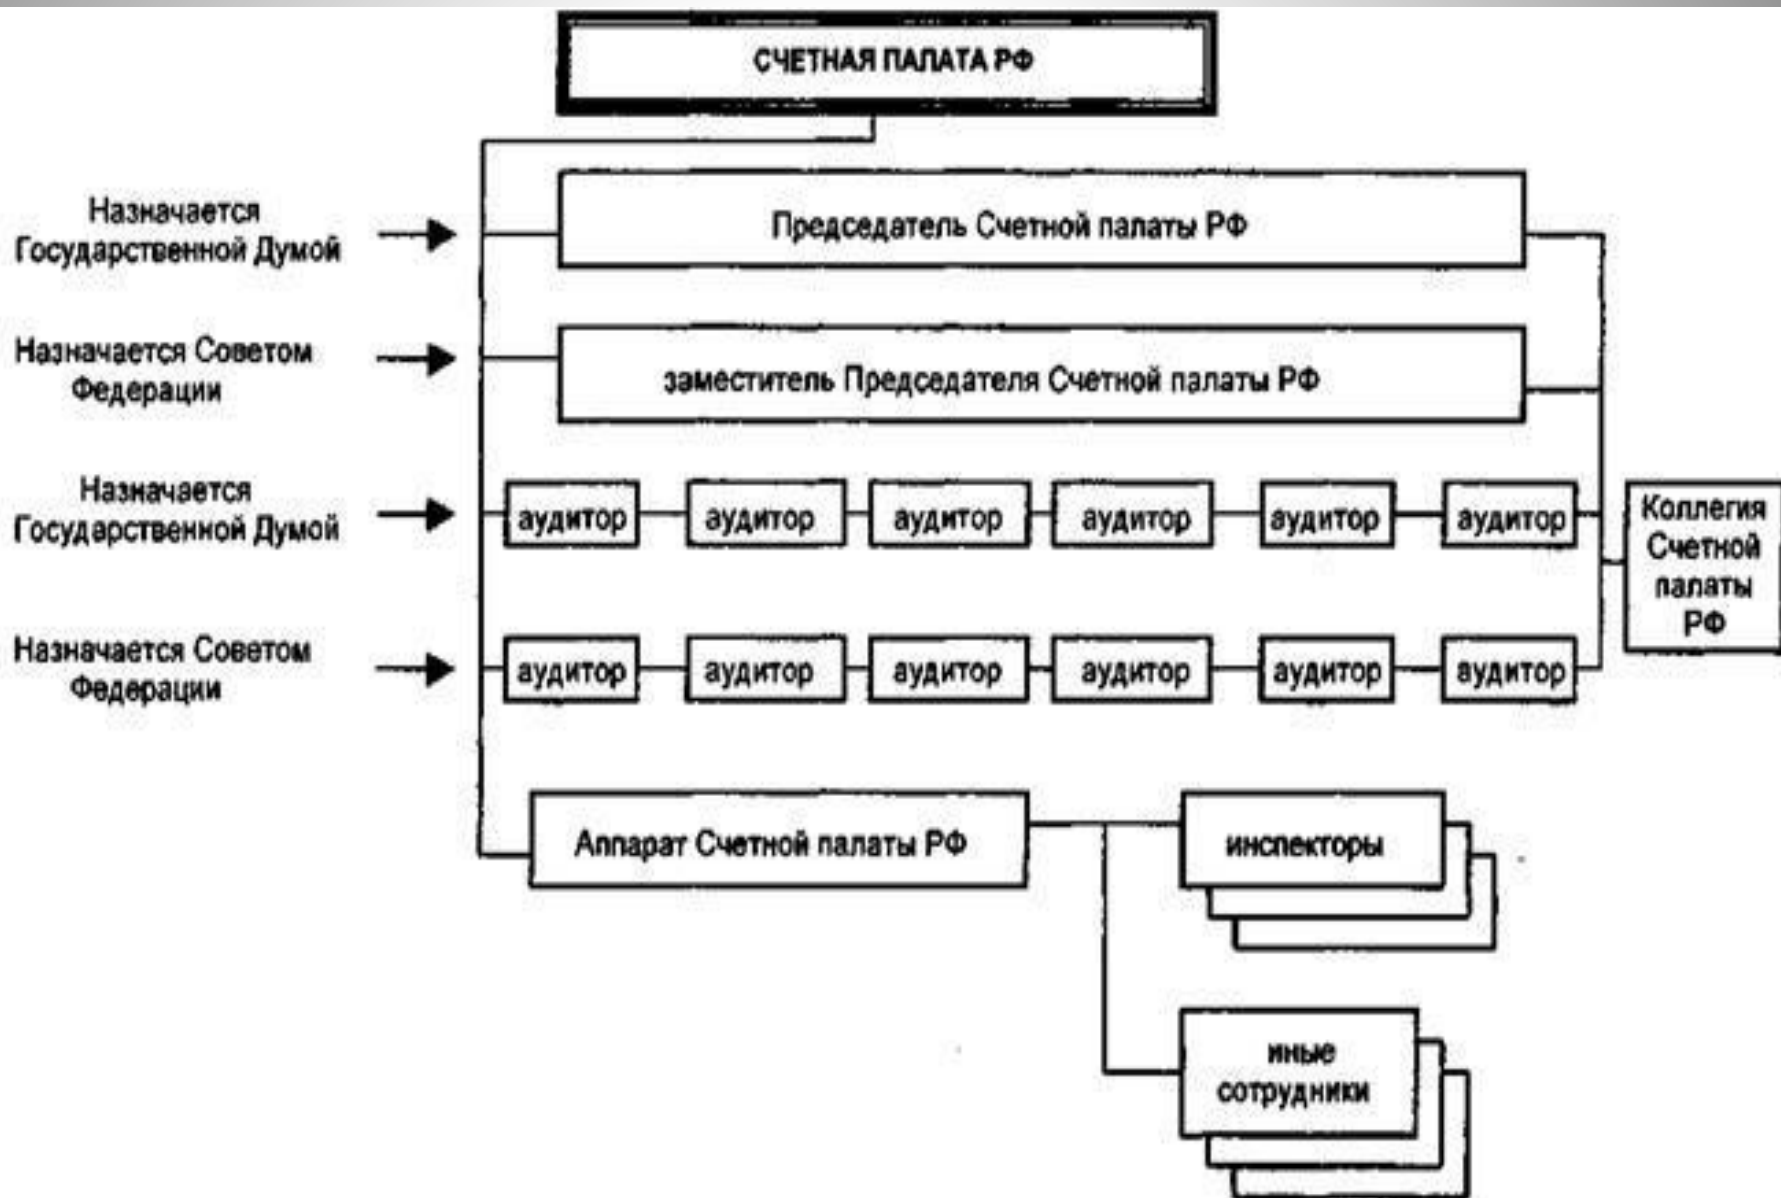 СЧЕТНАЯ ПАЛАТА РФ
Назначается
Государственной Думой
Председатель Счетной палаты РФ
Назначается Советом
Федерации
заместитель Председателя Счетной палаты РФ
Назначается
Государственной Думой
аудитор аудитор аудитор аудитор аудитор аудитор
Коллегия
Счетной
палаты
РФ
Назначается Советом
Федерации
аудитор аудитор аудитор аудитор аудитор аудитор
Аппарат Счетной палаты РФ
инспекторы
иные
сотрудники